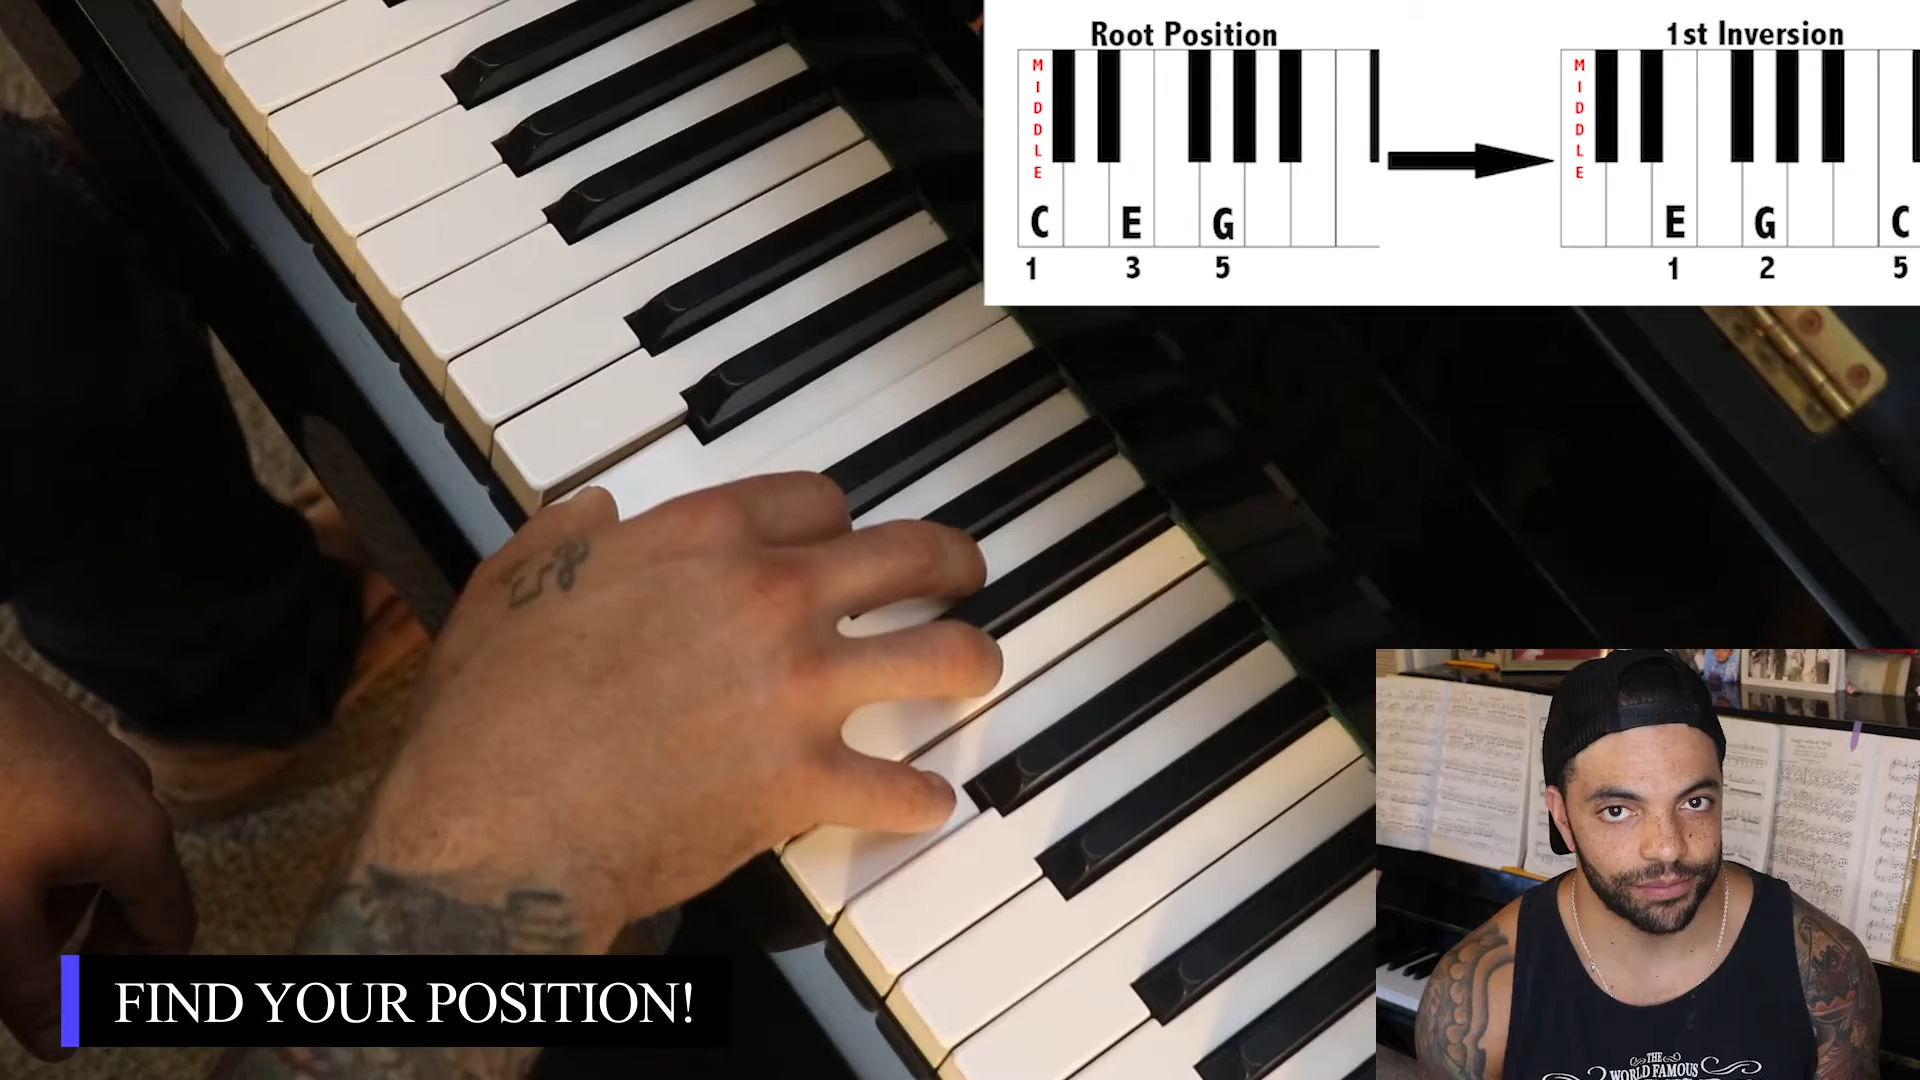 Root Position
1st Inversion
MIDDLE
MIDDLE
C E G
E G C
1 3 5
1 2 5
FIND YOUR POSITION!
THE
WORLD FAMOUS